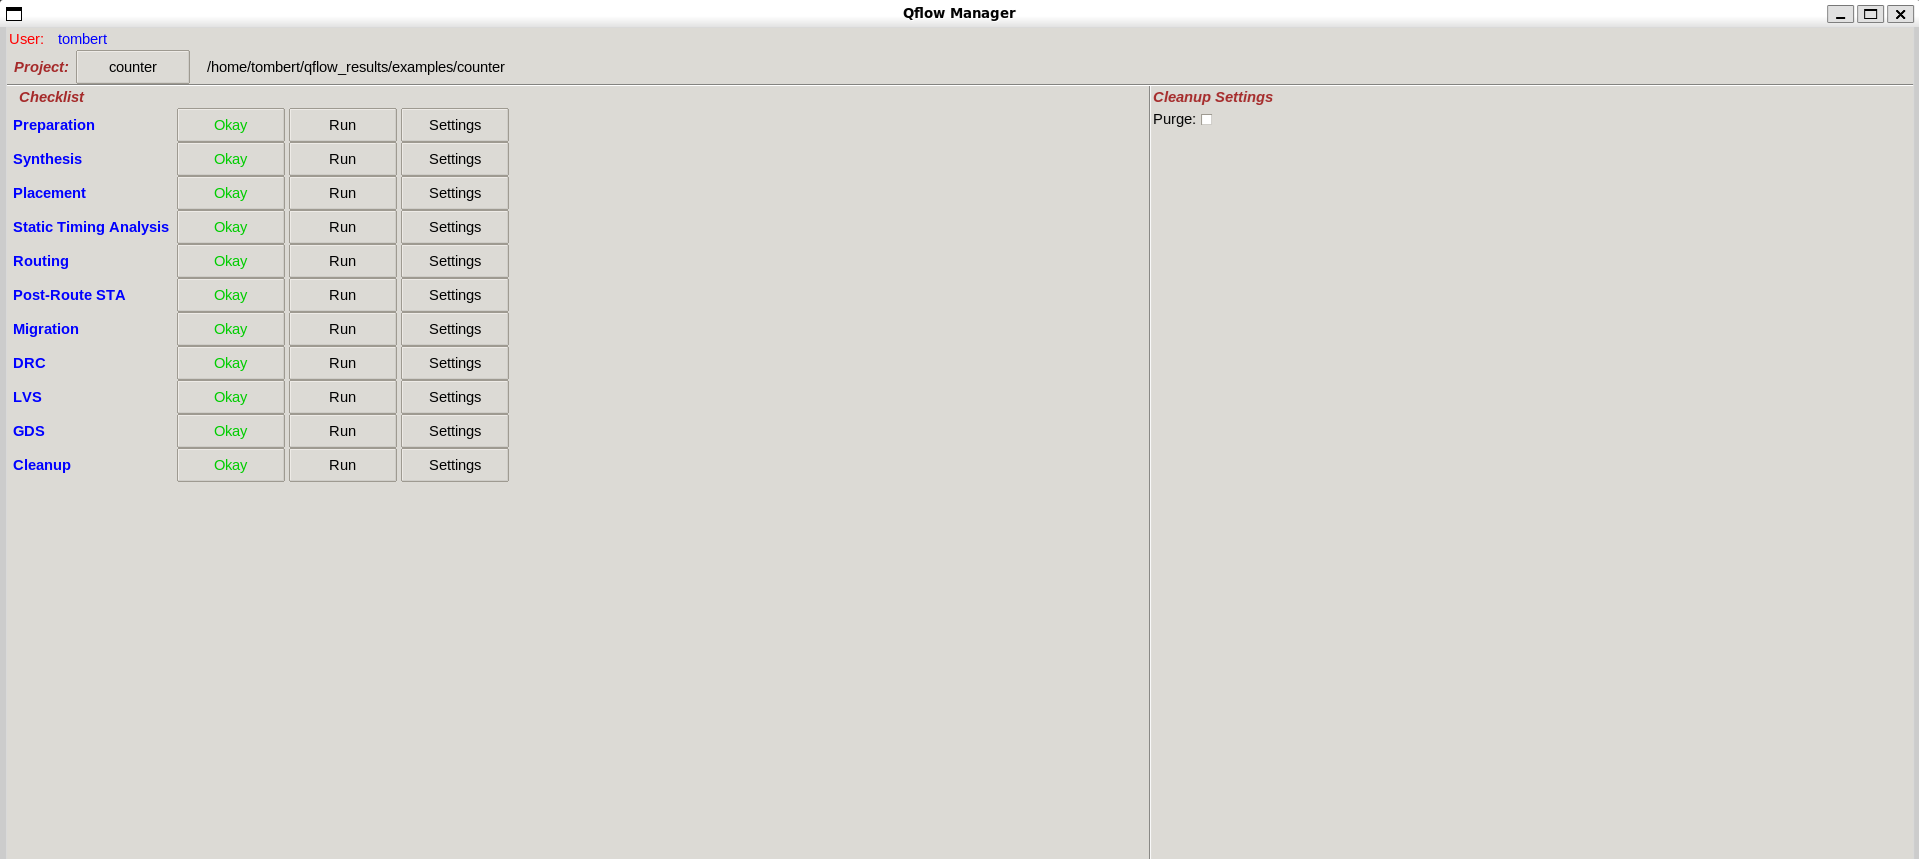 Qflow Manager
User: tombert
Project: counter /home/tombert/qflow_results/examples/counter
Checklist
Preparation Okay Run Settings
Synthesis Okay Run Settings
Placement Okay Run Settings
Static Timing Analysis Okay Run Settings
Routing Okay Run Settings
Post-Route STA Okay Run Settings
Migration Okay Run Settings
DRC Okay Run Settings
LVS Okay Run Settings
GDS Okay Run Settings
Cleanup Okay Run Settings
Cleanup Settings
Purge: